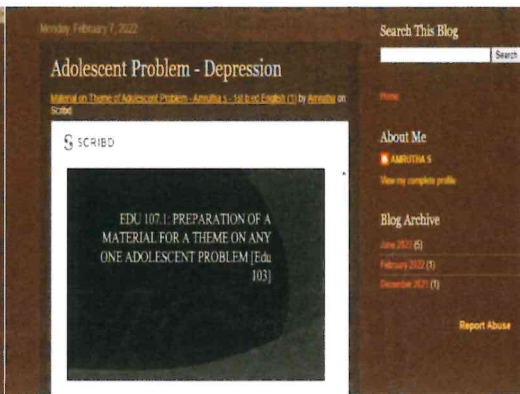 Monday, February 7, 2022
Adolescent Problem - Depression
Material on Theme of Adolescent Problem - Amrutha s - 1st b ed English (1) by Amrutha on
Scribd
SCRIBD
EDU 107.1: PREPARATION OF A
MATERIAL FOR A THEME ON ANY
ONE ADOLESCENT PROBLEM [Edu
103]
Search This Blog
Search
Home
About Me
AMRUTHA S
View my complete profile
Blog Archive
June 2022 (5)
February 2022 (1)
December 2021 (1)
Report Abuse